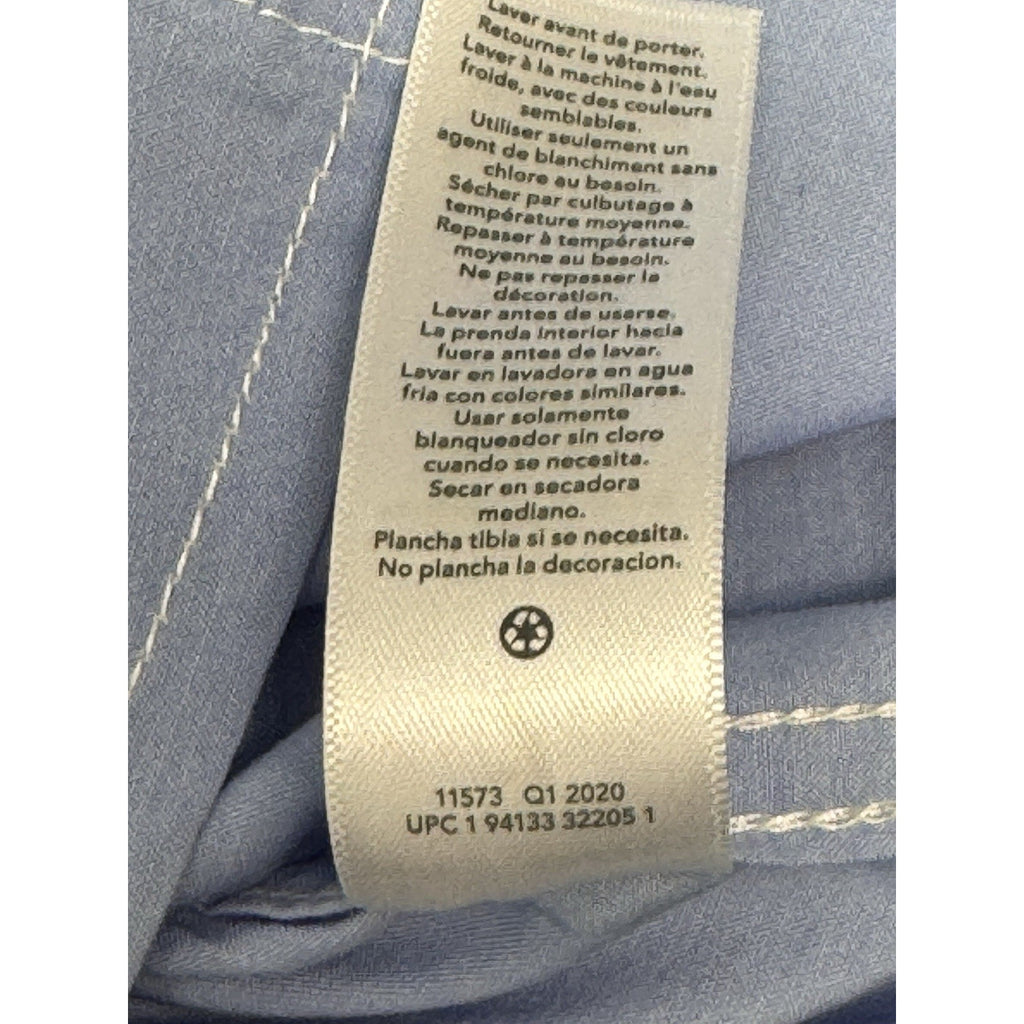 Laver avant de porter.
Retourner le vêtement.
Laver à la machine à l'eau
froide, avec des couleurs
semblables.
Utiliser seulement un
agent de blanchiment sans
chlore au besoin.
Sécher par culbutage à
température moyenne.
Repasser à température
moyenne au besoin.
Ne pas repasser la
décoration.
Lavar antes de usarse.
La prenda interior hacia
fuera antes de lavar.
Lavar en lavadora en agua
fria con colores similares.
Usar solamente
blanqueador sin cloro
cuando se necesita.
Secar en secadora
mediano.
Plancha tibia si se necesita.
No plancha la decoracion.
11573 Q1 2020
UPC 1 94133 32205 1